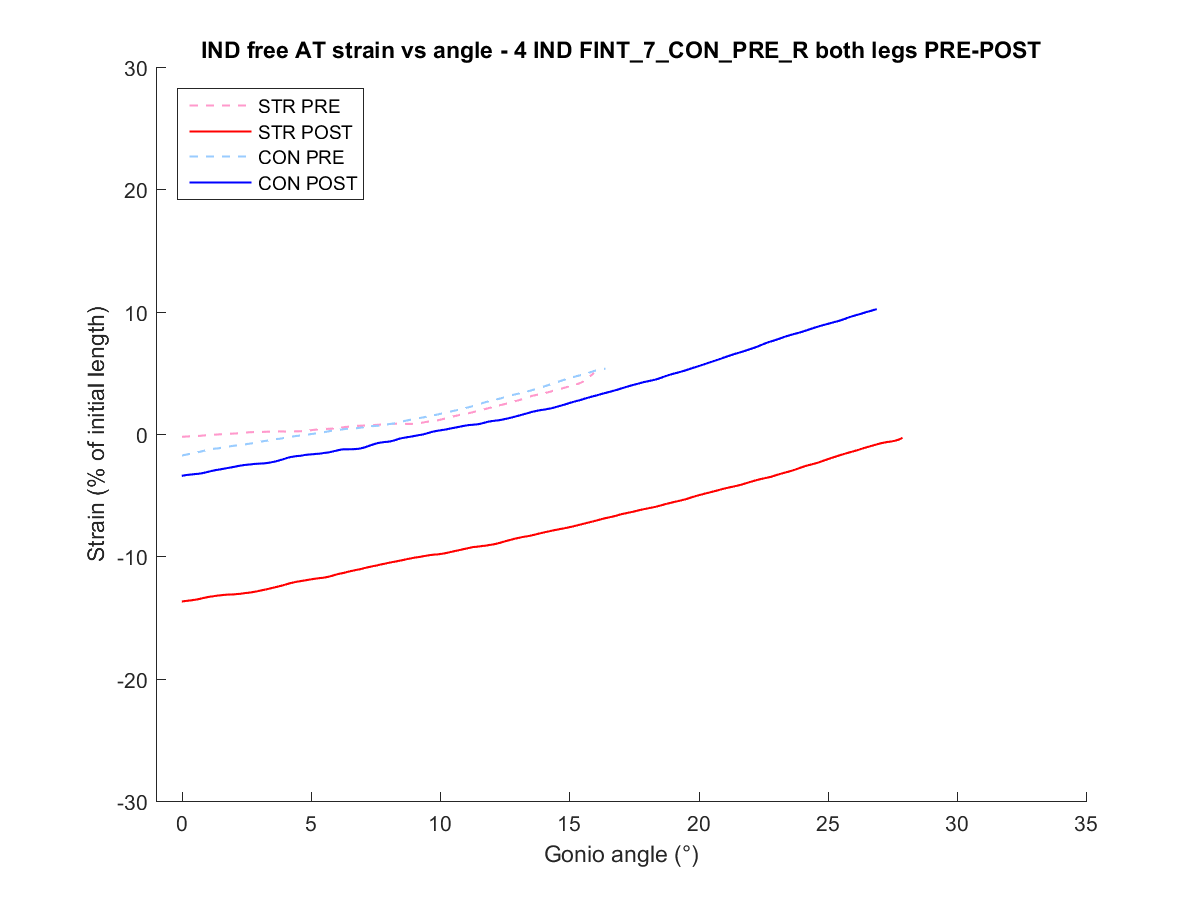 IND free AT strain vs angle - 4 IND FINT_7_CON_PRE_R both legs PRE-POST
30
20
10
0
-10
-20
-30
Strain (% of initial length)
STR PRE
STR POST
CON PRE
CON POST
0 5 10 15 20 25 30 35
Gonio angle (°)